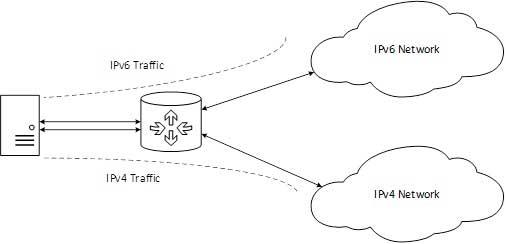 IPv6 Network
IPv6 Traffic
IPv4 Traffic
IPv4 Network